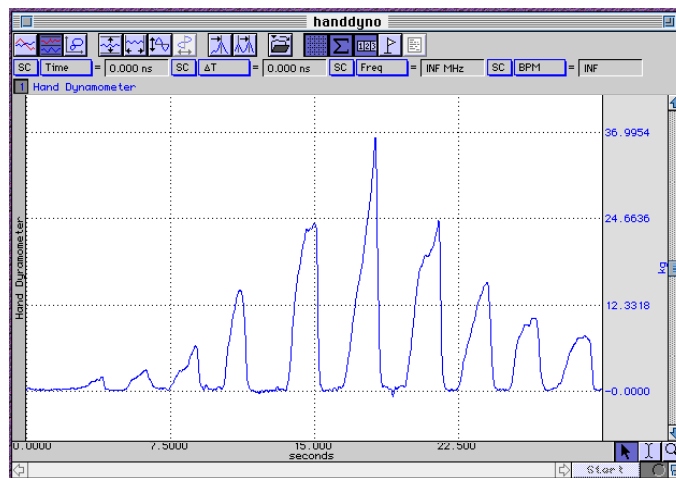 handdyno
SC Time = 0.000 ns SC ΔT = 0.000 ns SC Freq = INF MHz SC BPM = INF
1 Hand Dynamometer
Hand Dynamometer
36.9954
24.6636
kg
12.3318
-0.0000
0.0000 7.5000 15.000 22.500
seconds
Start